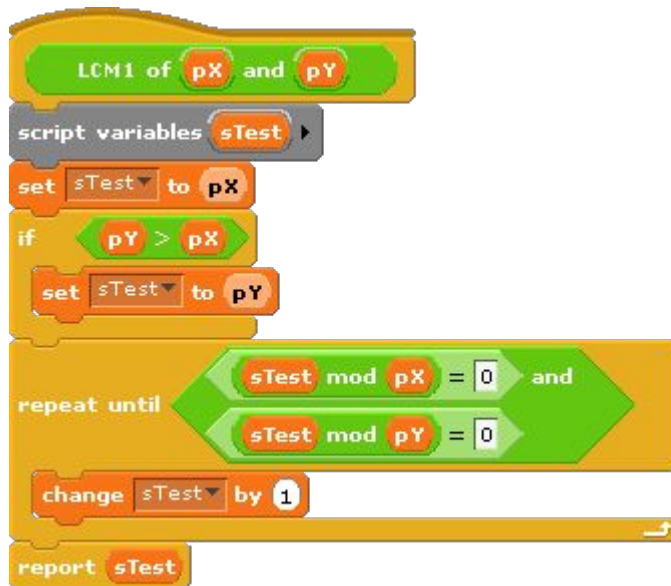 LCM1 of pX and pY
script variables sTest
set sTest to pX
if pY > pX
set sTest to pY
sTest mod pX = 0 and
repeat until
sTest mod pY = 0
change sTest by 1
report sTest